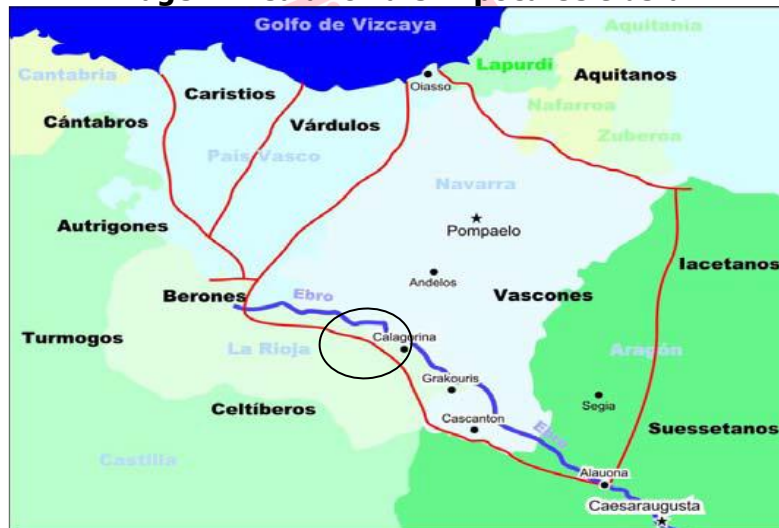 Golfo de Vizcaya
Aquitania
Cantabria
Lapurdi
Aquitanos
Caristios
Oiasso
Nafarroa
Cántabros
Várdulos
Zuberoa
País Vasco
Navarra
Autrigones
Pompaelo
Iacetanos
Andelos
Berones
Ebro
Vascones
Turmogos
La Rioja
Calagorina
Aragón
Grakouris
Celtíberos
Segia
Cascanton
Ebro
Suessetanos
Castilla
Alauona
Caesaraugusta